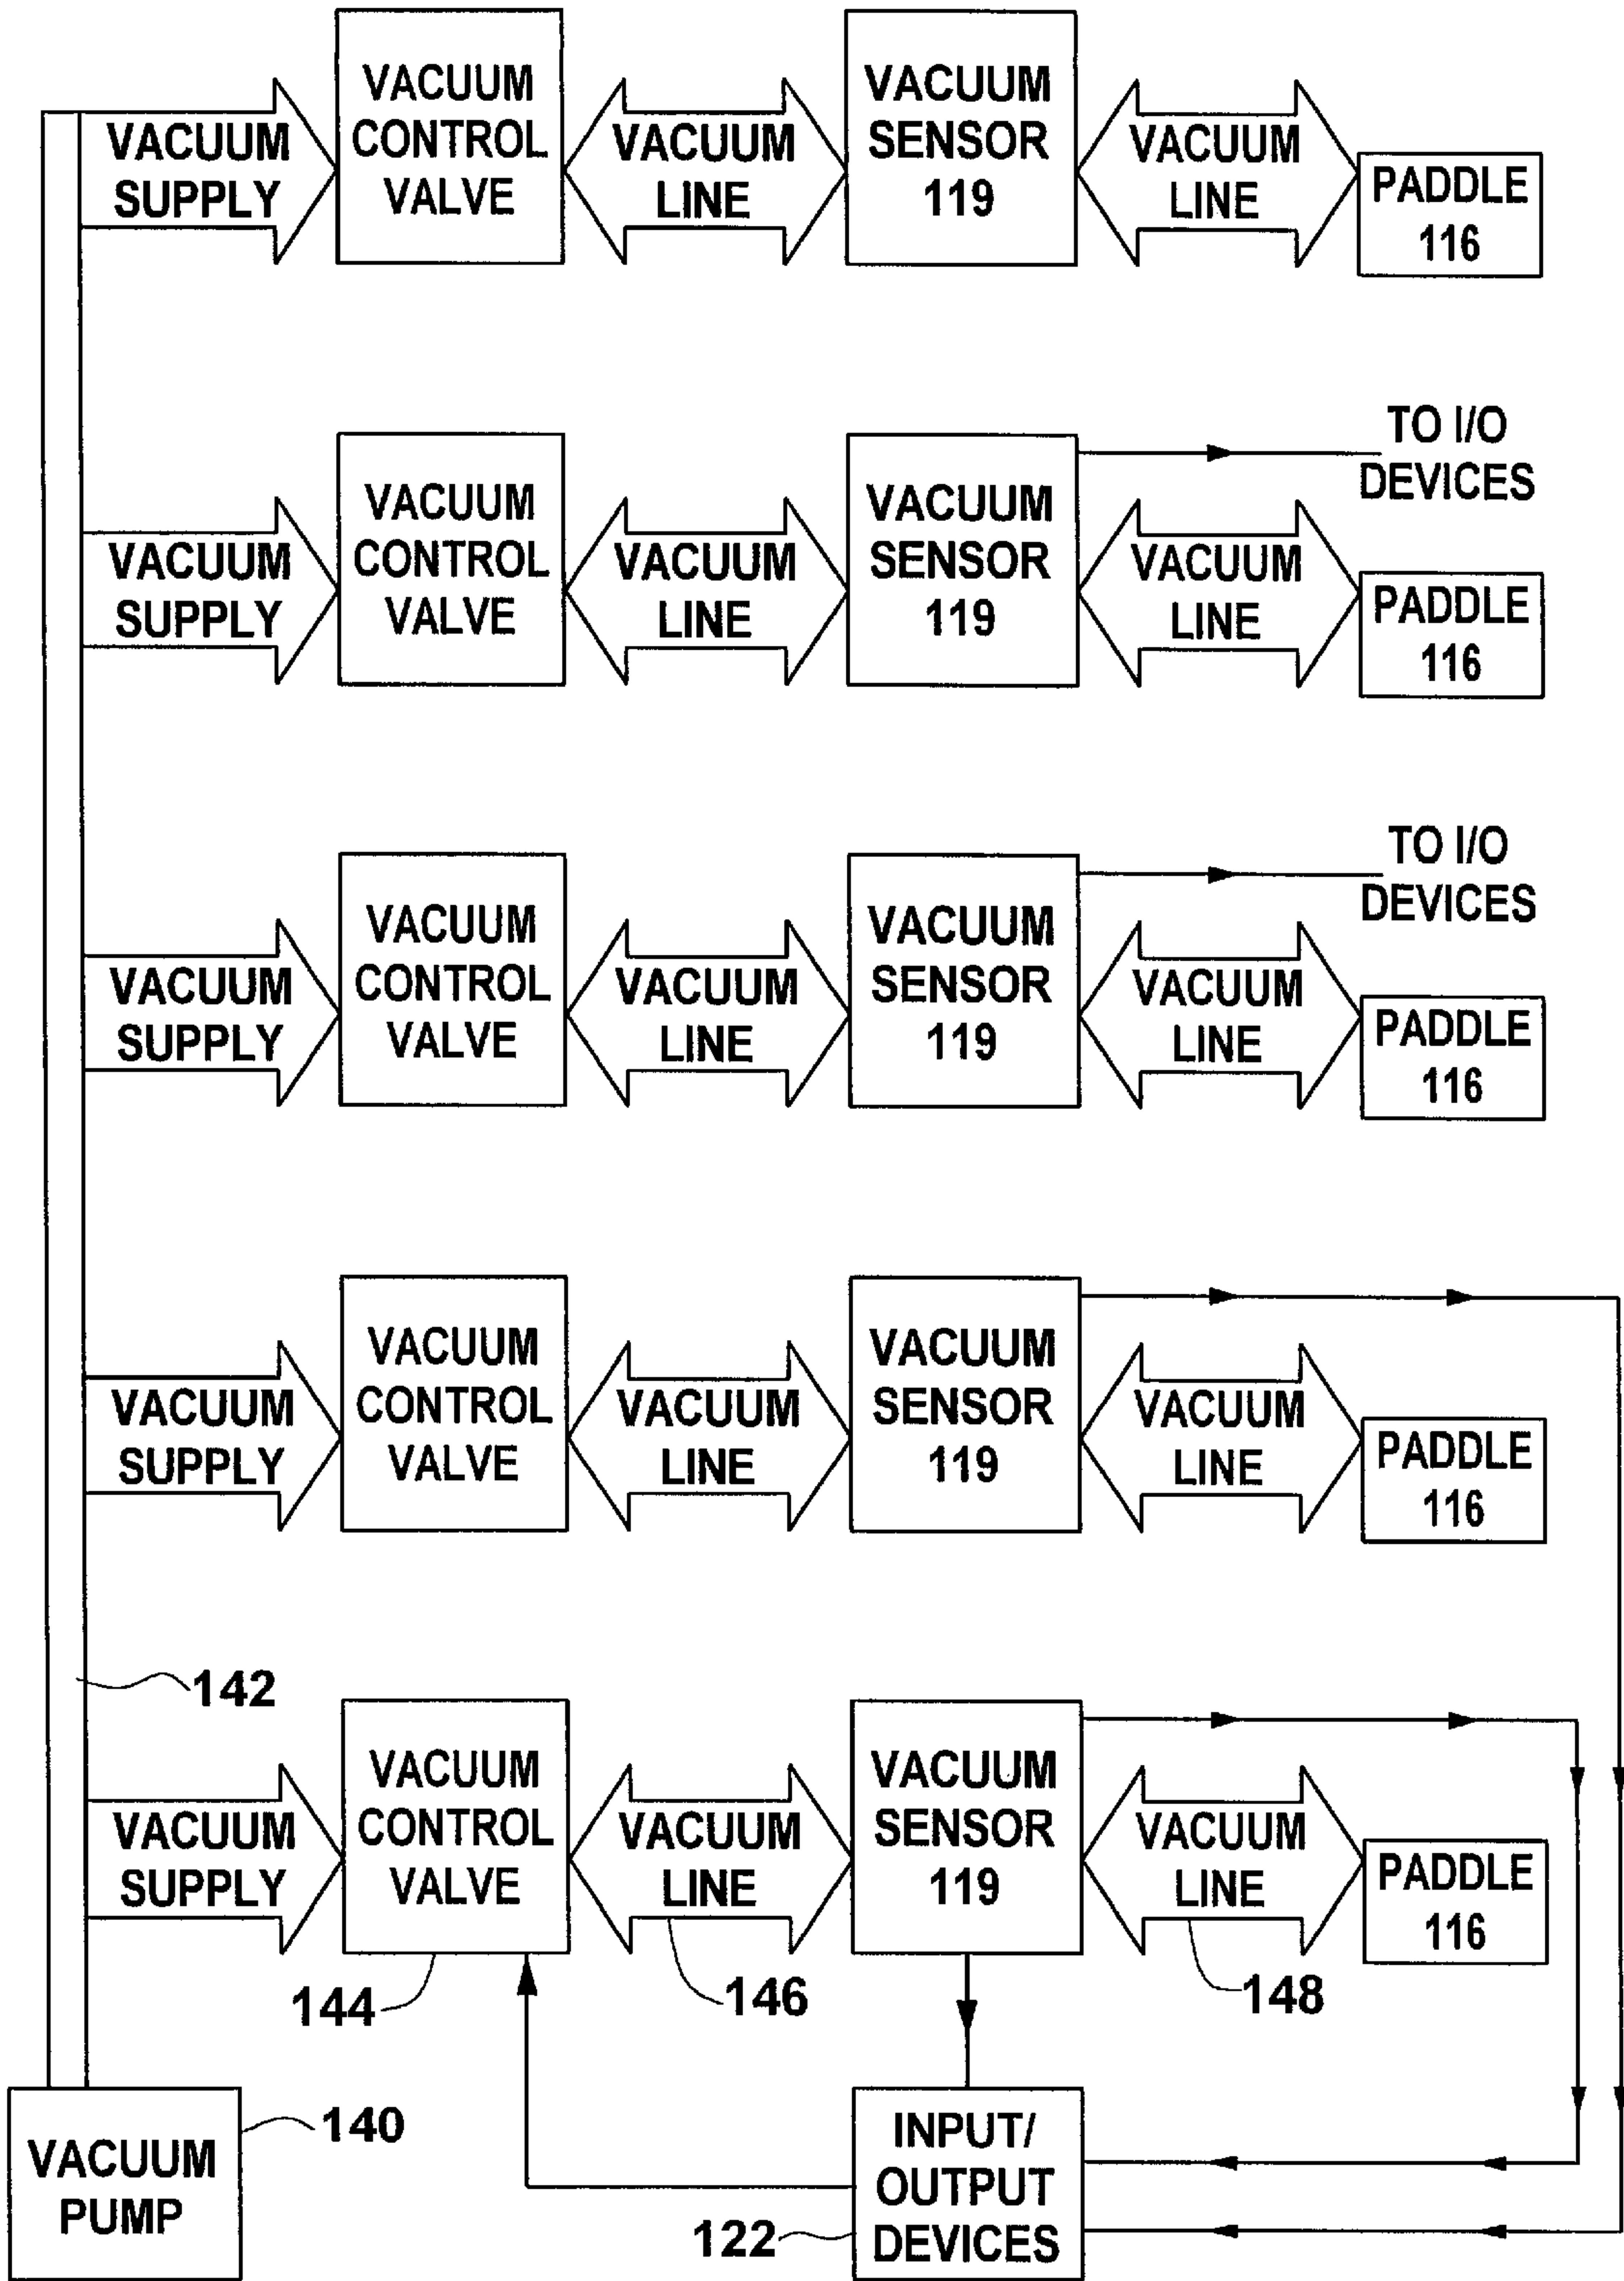 VACUUM
SUPPLY
VACUUM
CONTROL
VALVE
VACUUM
LINE
VACUUM
SENSOR
119
VACUUM
LINE
PADDLE
116
VACUUM
SUPPLY
VACUUM
CONTROL
VALVE
VACUUM
LINE
VACUUM
SENSOR
119
TO I/O
DEVICES
VACUUM
LINE
PADDLE
116
VACUUM
SUPPLY
VACUUM
CONTROL
VALVE
VACUUM
LINE
VACUUM
SENSOR
119
TO I/O
DEVICES
VACUUM
LINE
PADDLE
116
VACUUM
SUPPLY
VACUUM
CONTROL
VALVE
VACUUM
LINE
VACUUM
SENSOR
119
VACUUM
LINE
PADDLE
116
142
VACUUM
SUPPLY
VACUUM
CONTROL
VALVE
VACUUM
LINE
VACUUM
SENSOR
119
VACUUM
LINE
PADDLE
116
144
146
148
VACUUM
PUMP
140
INPUT/
OUTPUT
DEVICES
122